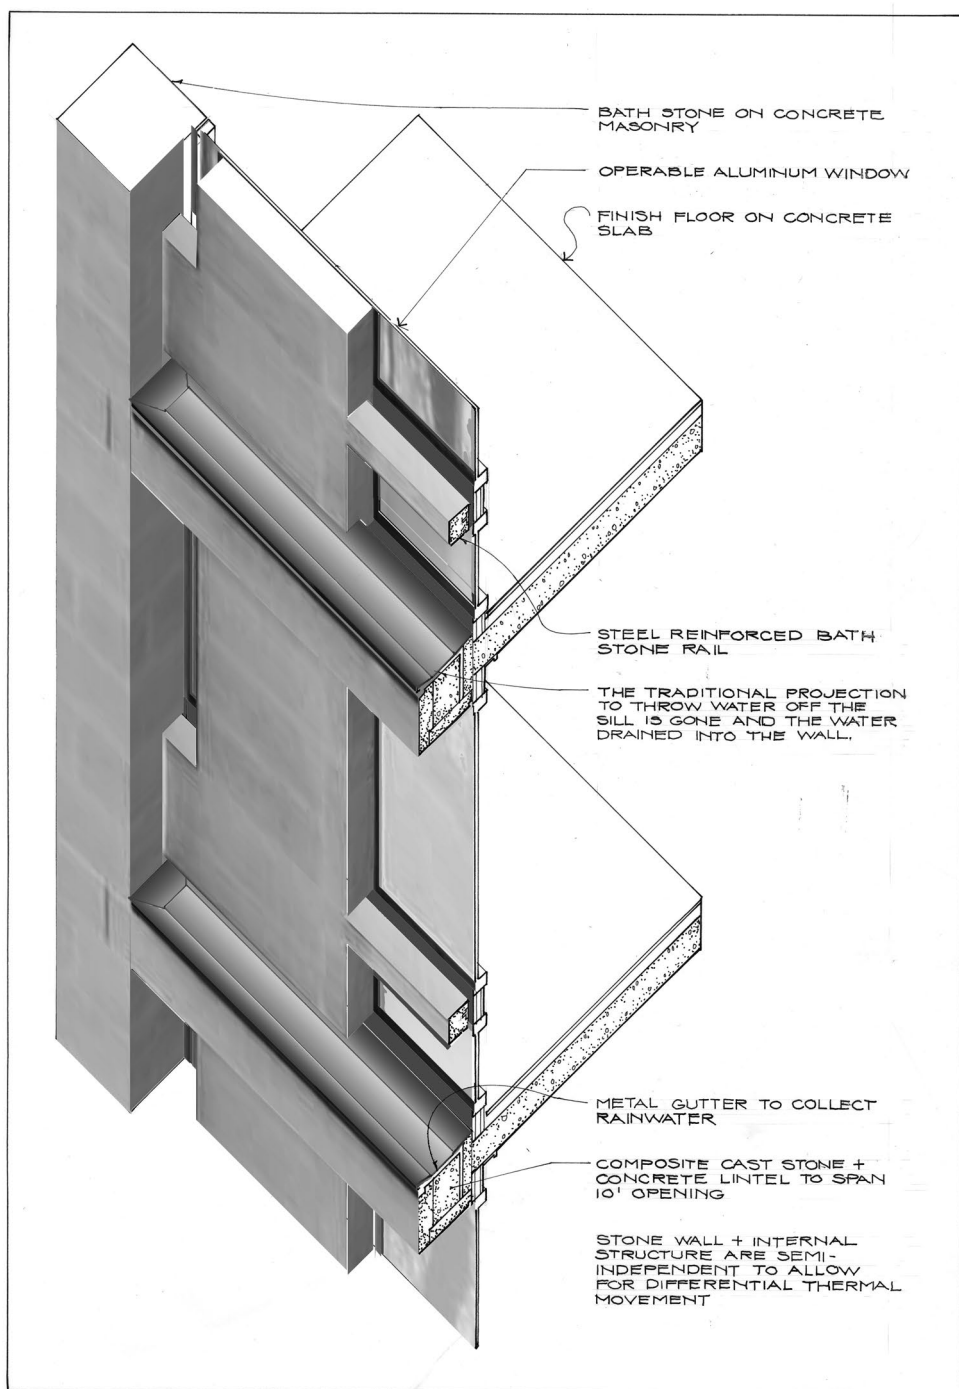 BATH STONE ON CONCRETE
MASONRY
OPERABLE ALUMINUM WINDOW
FINISH FLOOR ON CONCRETE
SLAB
STEEL REINFORCED BATH
STONE RAIL
THE TRADITIONAL PROJECTION
TO THROW WATER OFF THE
SILL IS GONE AND THE WATER
DRAINED INTO THE WALL.
METAL GUTTER TO COLLECT
RAINWATER
COMPOSITE CAST STONE +
CONCRETE LINTEL TO SPAN
10' OPENING
STONE WALL + INTERNAL
STRUCTURE ARE SEMI-
INDEPENDENT TO ALLOW
FOR DIFFERENTIAL THERMAL
MOVEMENT